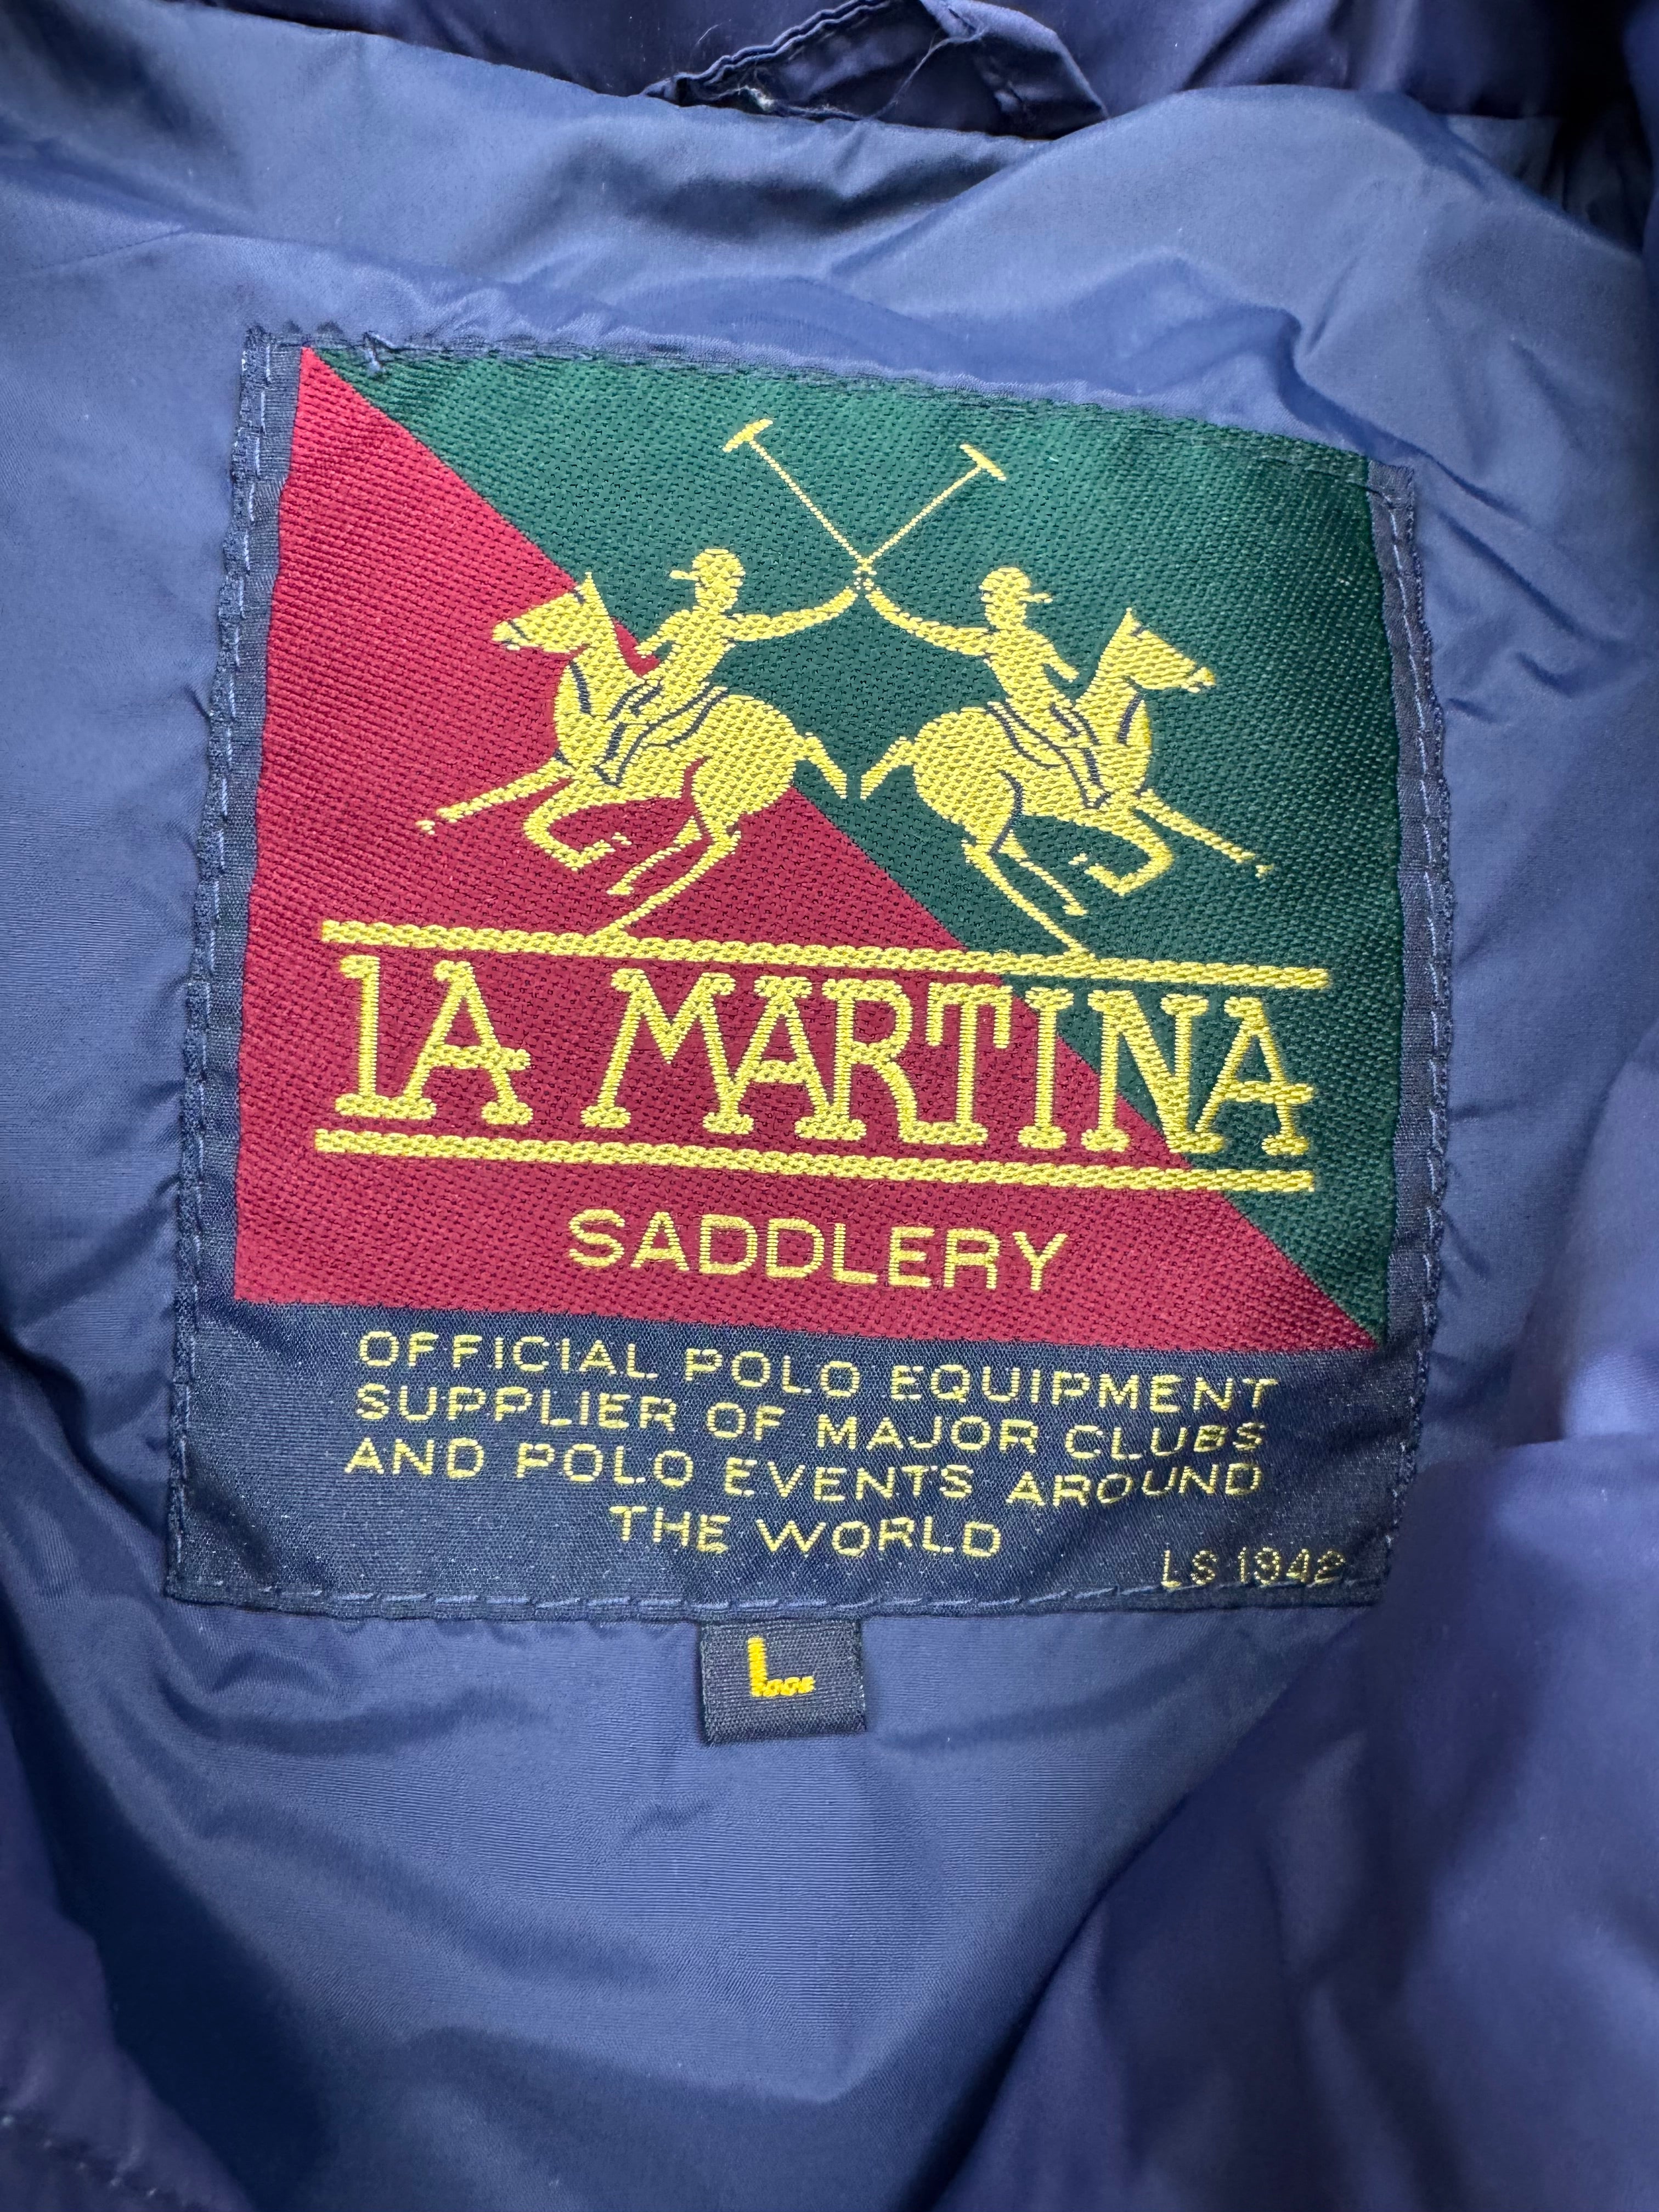 LA MARTINA
SADDLERY
OFFICIAL POLO EQUIPMENT
SUPPLIER OF MAJOR CLUBS
AND POLO EVENTS AROUND
THE WORLD
LS 1942
L